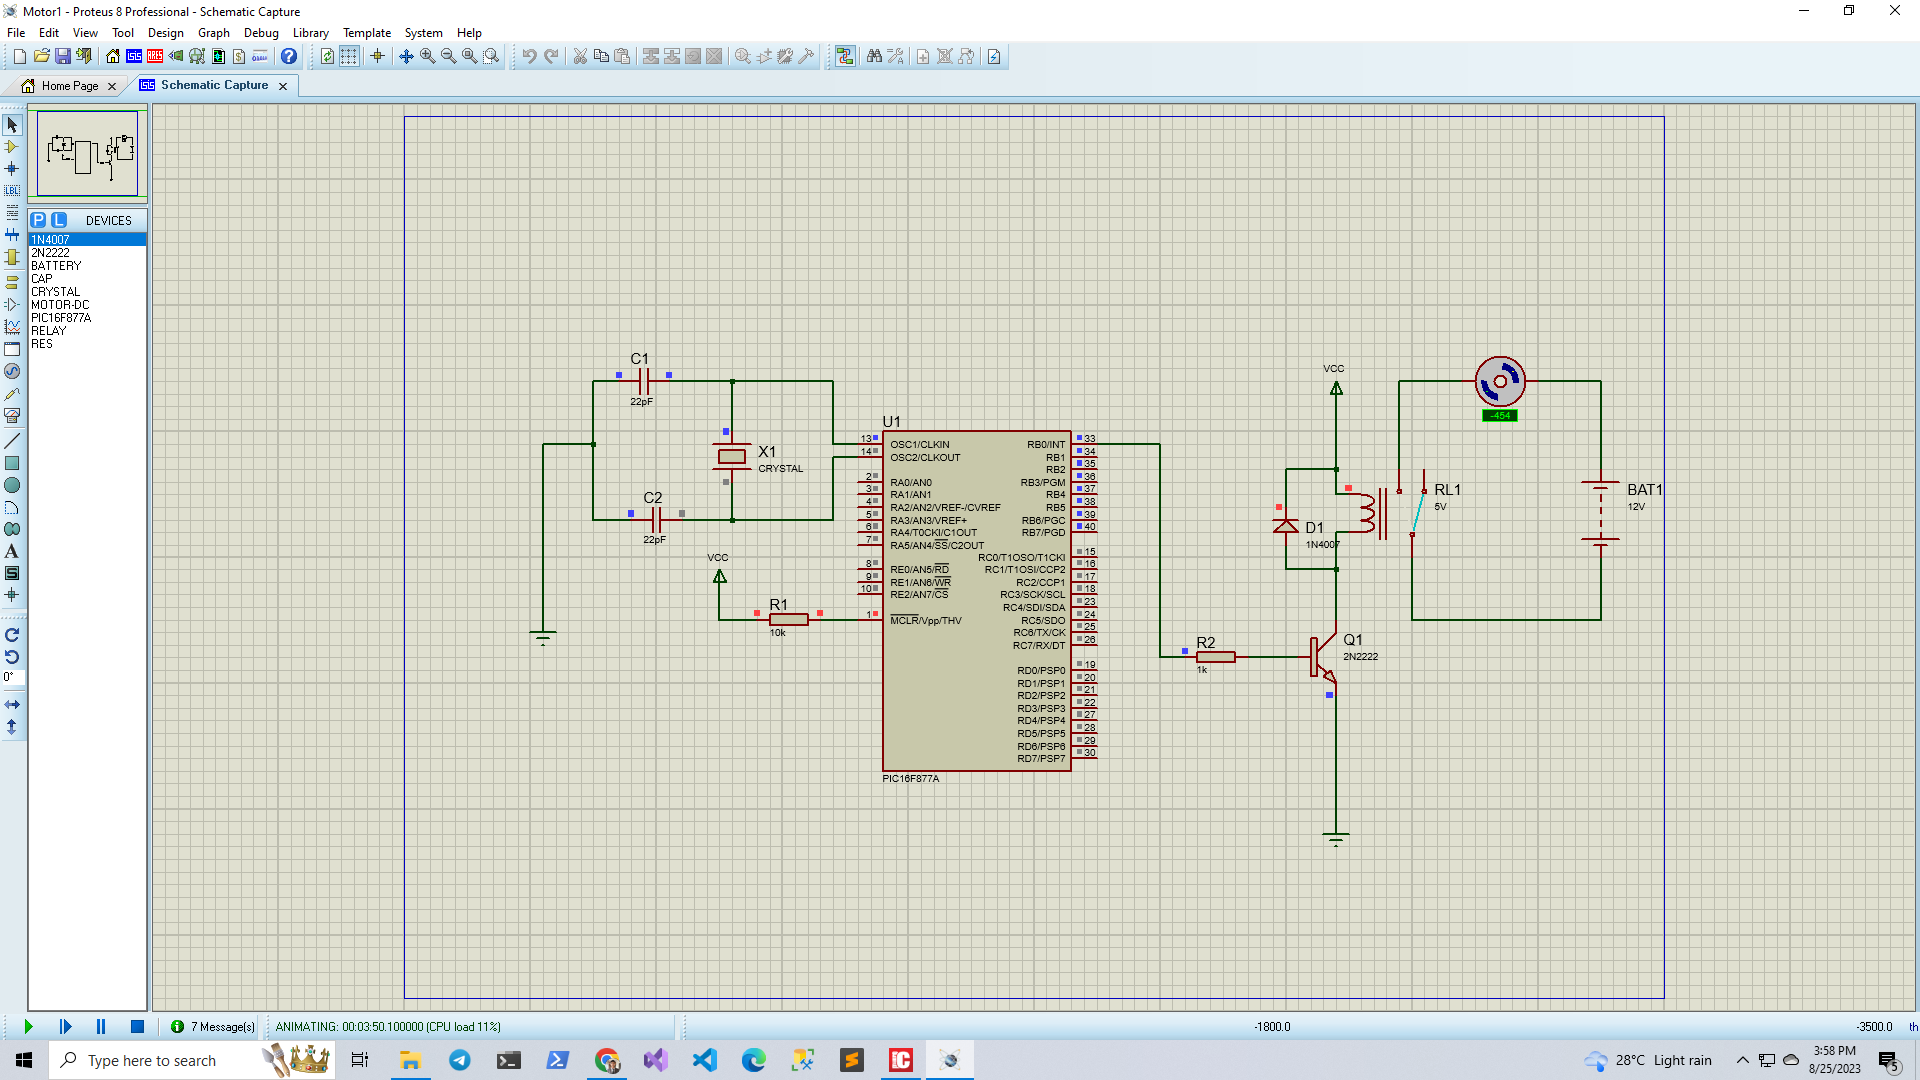 Motor1 - Proteus 8 Professional - Schematic Capture
File Edit View Tool Design Graph Debug Library Template System Help
Home Page
Schematic Capture
P L DEVICES
1N4007
2N2222
BATTERY
CAP
CRYSTAL
MOTOR-DC
PIC16F877A
RELAY
RES
LBL
A
S
0°
C1
22pF
X1
CRYSTAL
C2
22pF
VCC
R1
10k
U1
13 OSC1/CLKIN
14 OSC2/CLKOUT
2 RA0/AN0
3 RA1/AN1
4 RA2/AN2/VREF-/CVREF
5 RA3/AN3/VREF+
6 RA4/T0CKI/C1OUT
7 RA5/AN4/SS/C2OUT
8 RE0/AN5/RD
9 RE1/AN6/WR
10 RE2/AN7/CS
1 MCLR/Vpp/THV
RB0/INT 33
RB1 34
RB2 35
RB3/PGM 36
RB4 37
RB5 38
RB6/PGC 39
RB7/PGD 40
RC0/T1OSO/T1CKI 15
RC1/T1OSI/CCP2 16
RC2/CCP1 17
RC3/SCK/SCL 18
RC4/SDI/SDA 23
RC5/SDO 24
RC6/TX/CK 25
RC7/RX/DT 26
RD0/PSP0 19
RD1/PSP1 20
RD2/PSP2 21
RD3/PSP3 22
RD4/PSP4 27
RD5/PSP5 28
RD6/PSP6 29
RD7/PSP7 30
PIC16F877A
R2
1k
VCC
D1
1N4007
Q1
2N2222
RL1
5V
-454
BAT1
12V
7 Message(s)
ANIMATING: 00:03:50.100000 (CPU load 11%)
-1800.0
-3500.0
th
Type here to search
28°C Light rain
3:58 PM
8/25/2023
5